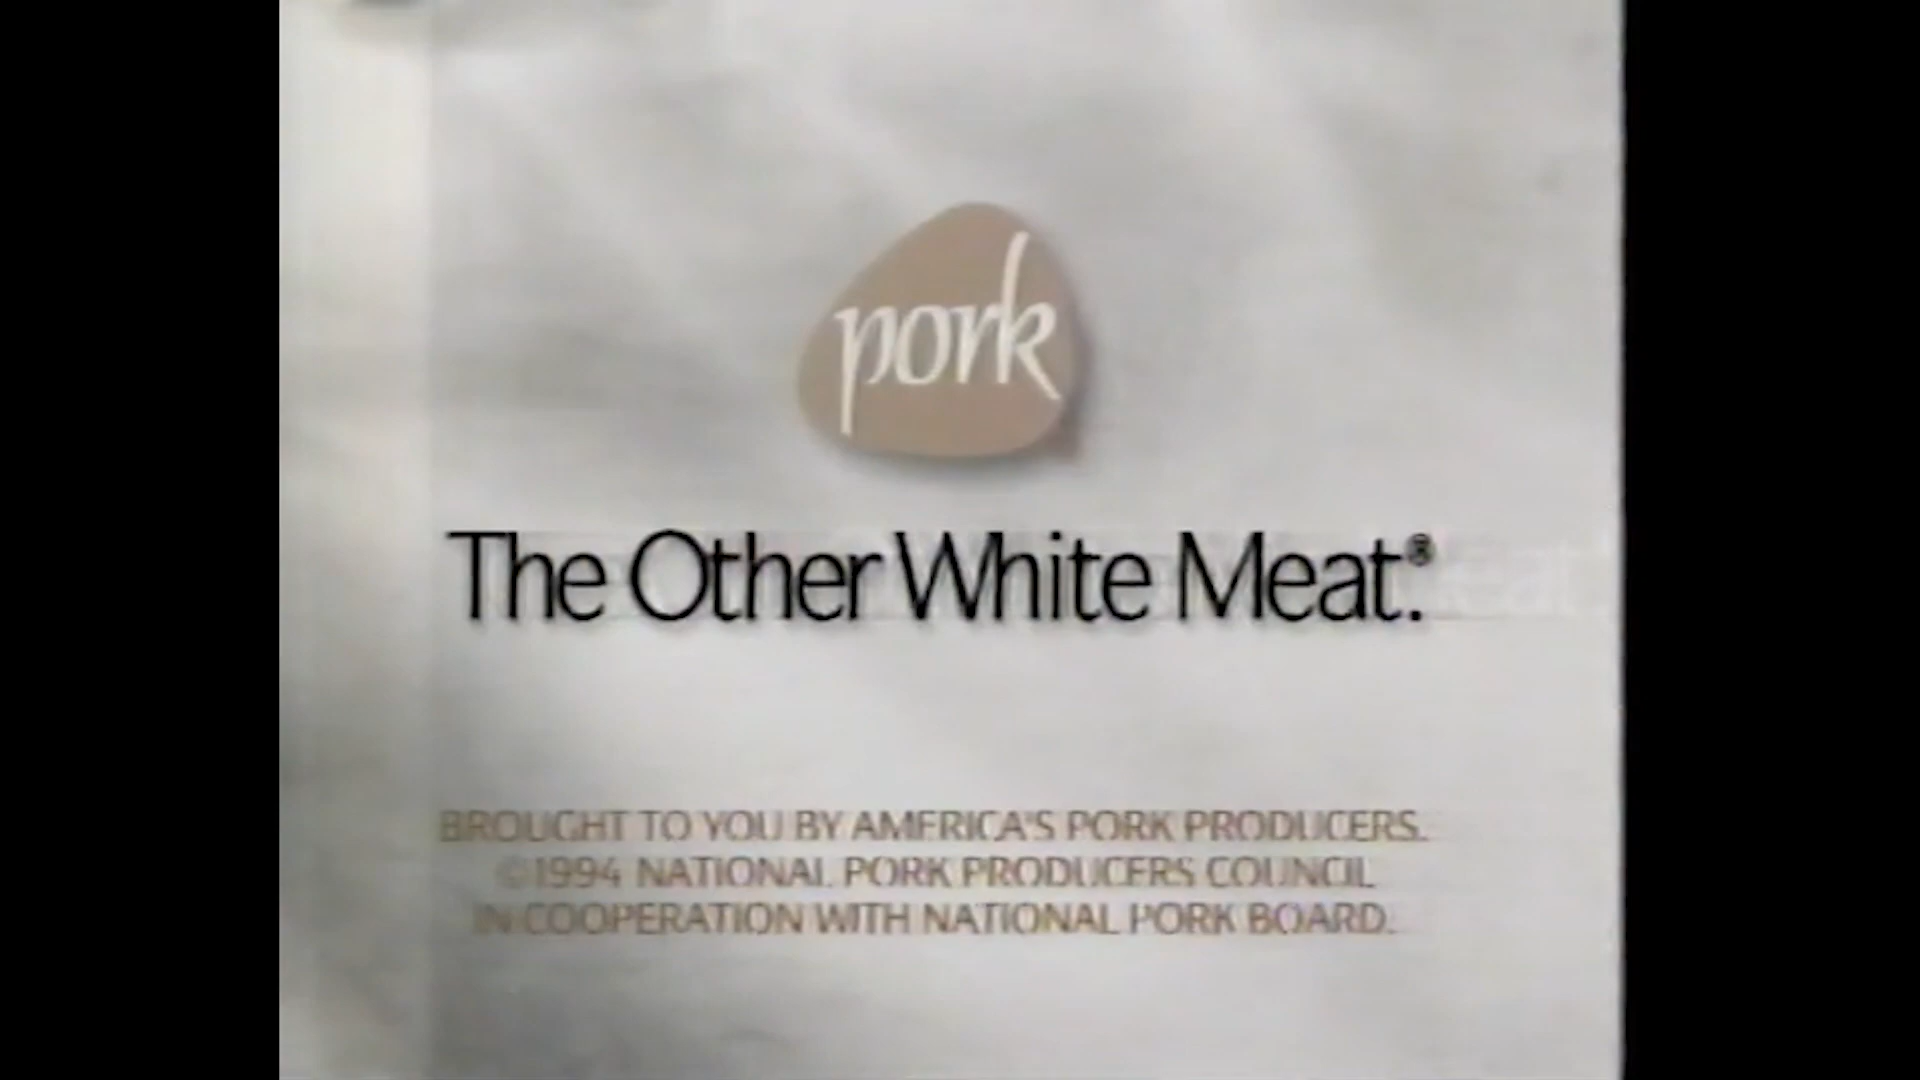 pork
The Other White Meat.®
BROUGHT TO YOU BY AMERICA'S PORK PRODUCERS.
©1994 NATIONAL PORK PRODUCERS COUNCIL
IN COOPERATION WITH NATIONAL PORK BOARD.